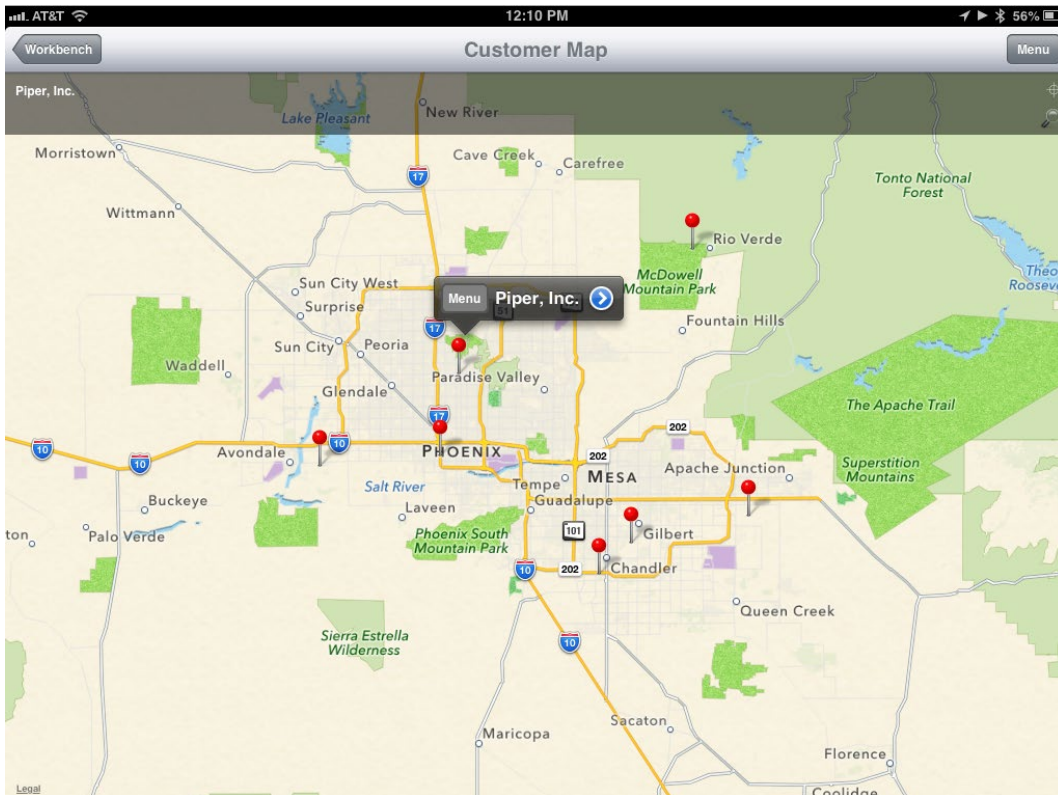 AT&T 12:10 PM 56%
Workbench Customer Map Menu
Piper, Inc.
Lake Pleasant
New River
Morristown
Cave Creek
Carefree
Tonto National
Forest
Wittmann
Rio Verde
17
Theo
Roosev
McDowell
Mountain Park
Sun City West
Menu Piper, Inc.
Surprise
51
17
Fountain Hills
Sun City
Peoria
Waddell
Paradise Valley
Glendale
The Apache Trail
17
202
10
10
10
Avondale
PHOENIX
202
MESA
Apache Junction
Superstition
Mountains
Salt River
Tempe
Guadalupe
Buckeye
Laveen
ton
Palo Verde
Phoenix South
Mountain Park
101
Gilbert
10
202
Chandler
Queen Creek
Sierra Estrella
Wilderness
10
Sacaton
Maricopa
Florence
Legal
Coolidge